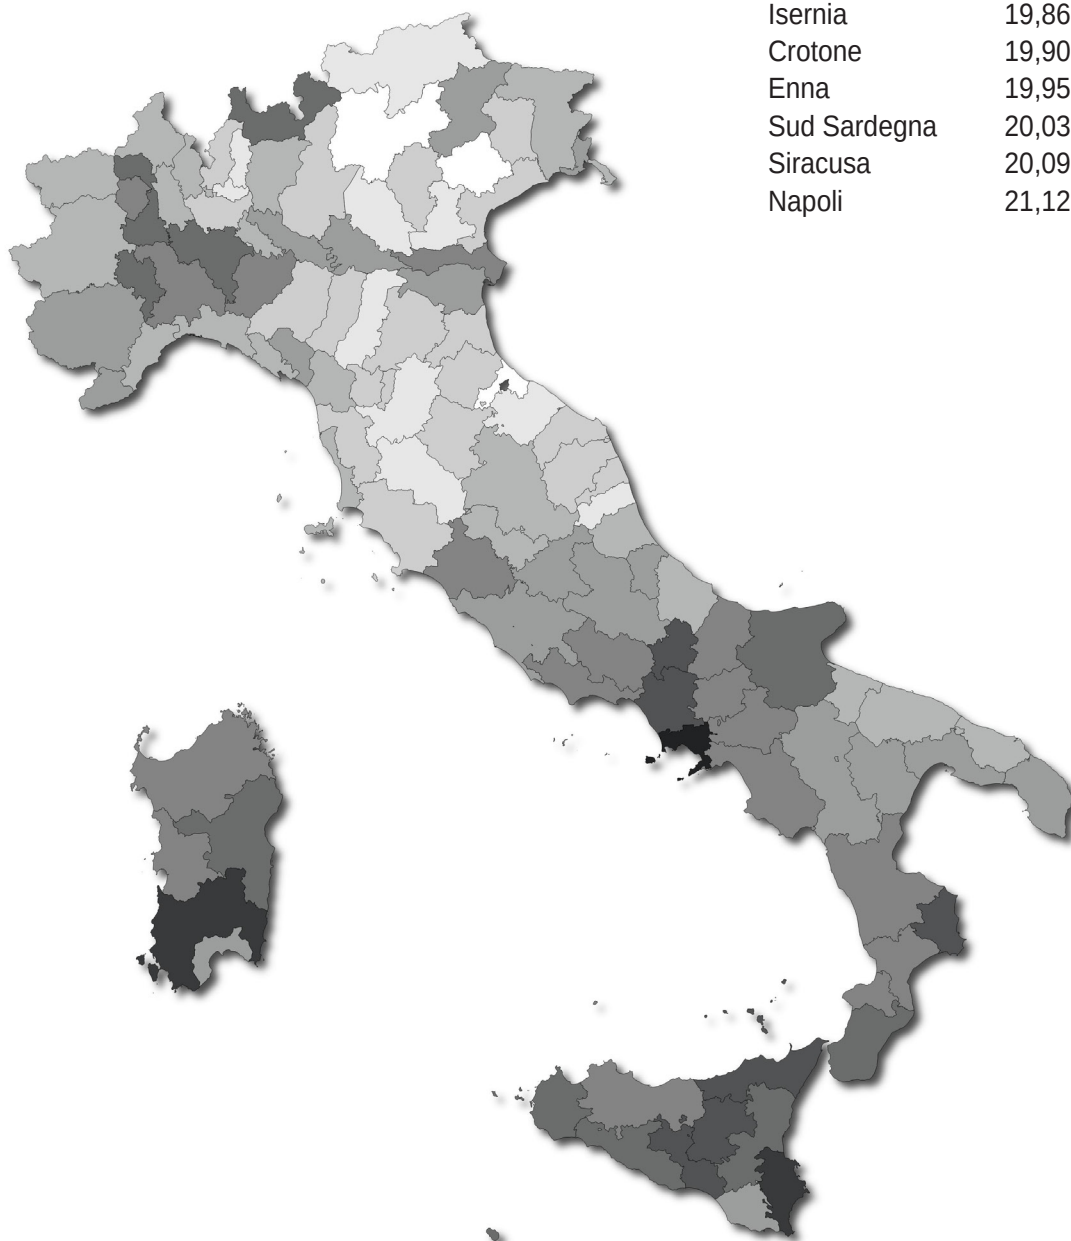 Isernia 19,86
Crotone 19,90
Enna 19,95
Sud Sardegna 20,03
Siracusa 20,09
Napoli 21,12